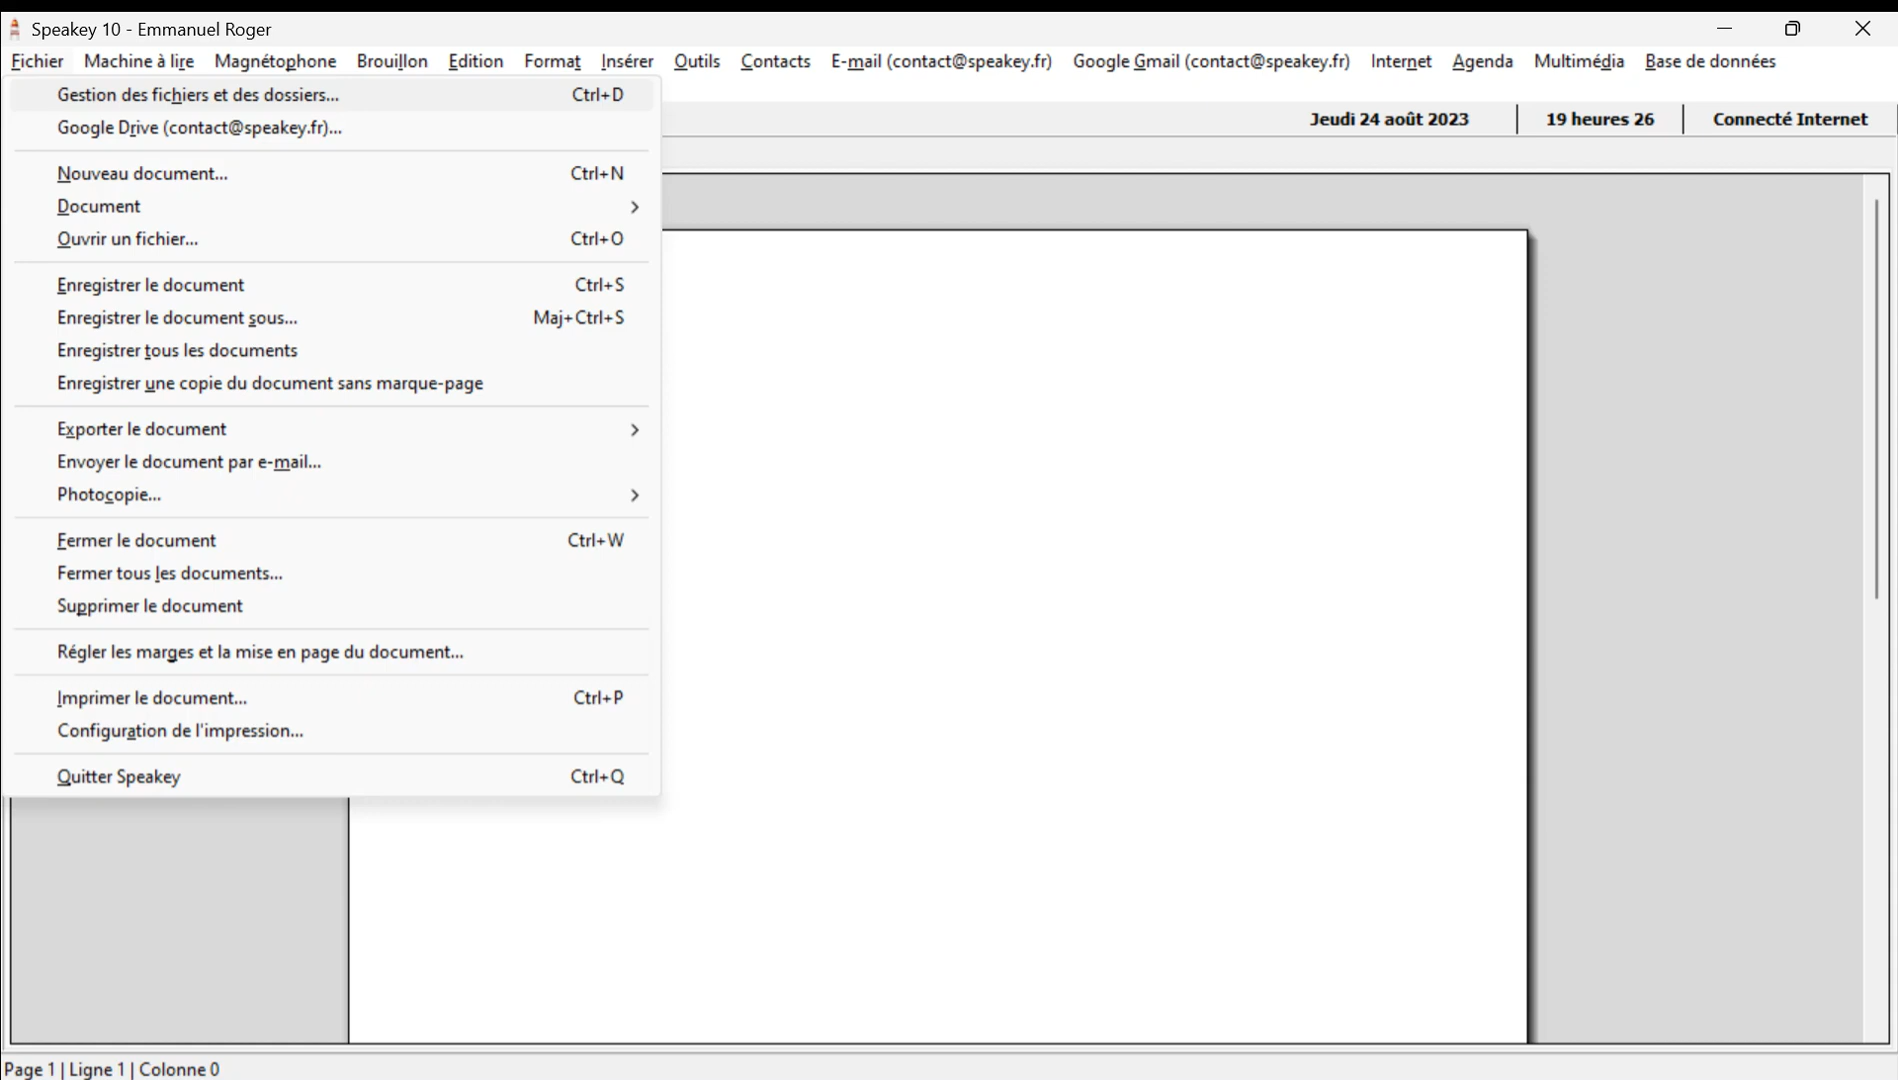 Speakey 10 - Emmanuel Roger
Fichier Machine à lire Magnétophone Brouillon Edition Format Insérer Outils Contacts E-mail (contact@speakey.fr) Google Gmail (contact@speakey.fr) Internet Agenda Multimédia Base de données
Gestion des fichiers et des dossiers... Ctrl+D
Jeudi 24 août 2023 19 heures 26 Connecté Internet
Google Drive (contact@speakey.fr)...
Nouveau document... Ctrl+N
Document
Ouvrir un fichier... Ctrl+O
Enregistrer le document Ctrl+S
Enregistrer le document sous... Maj+Ctrl+S
Enregistrer tous les documents
Enregistrer une copie du document sans marque-page
Exporter le document
Envoyer le document par e-mail...
Photocopie...
Fermer le document Ctrl+W
Fermer tous les documents...
Supprimer le document
Régler les marges et la mise en page du document...
Imprimer le document... Ctrl+P
Configuration de l'impression...
Quitter Speakey Ctrl+Q
Page 1 | Ligne 1 | Colonne 0